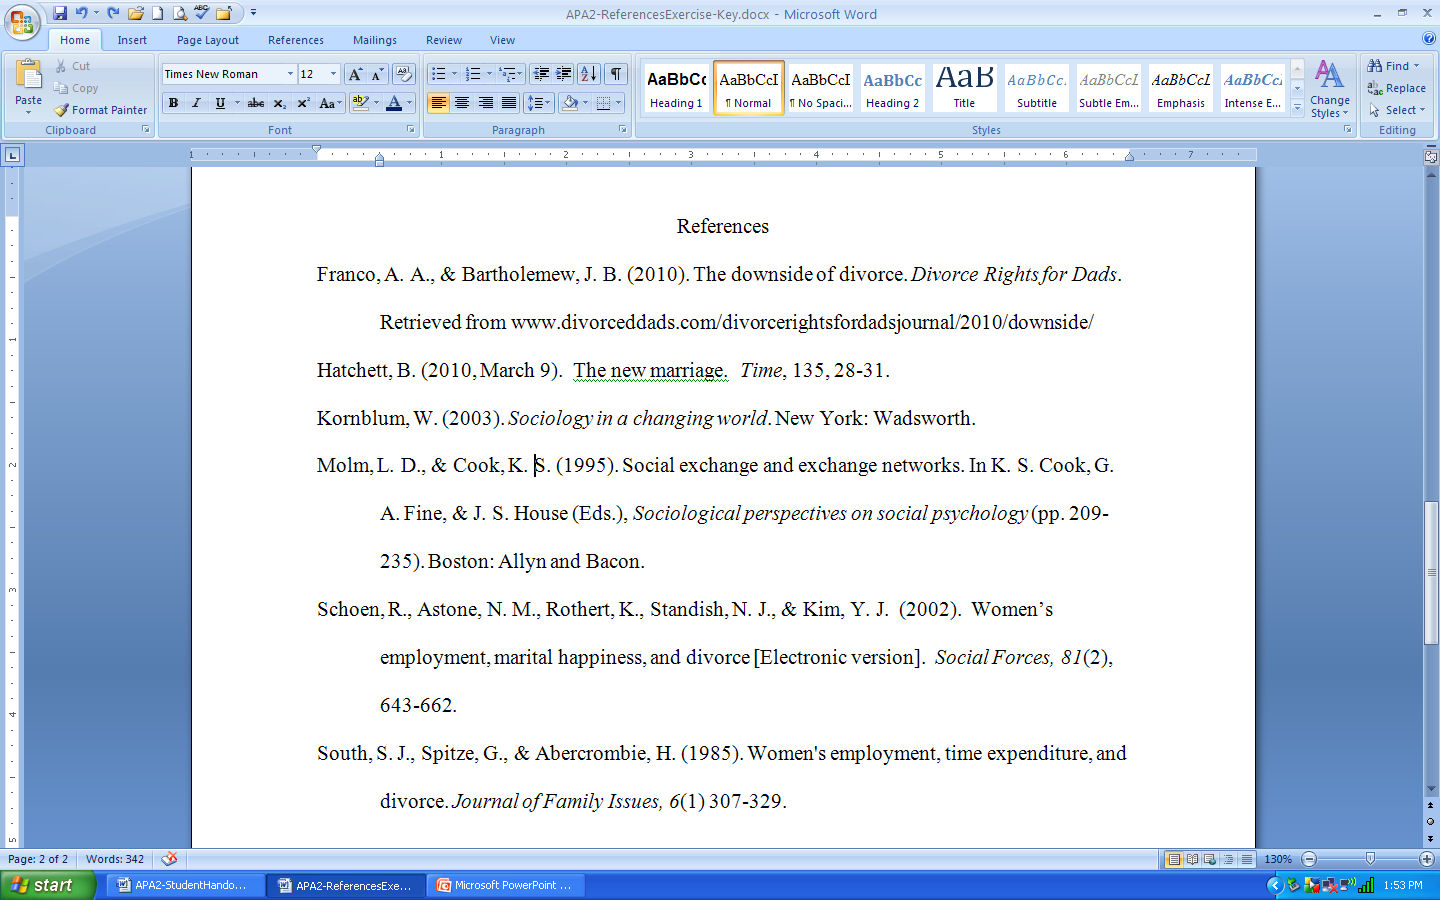 APA2-ReferencesExercise-Key.docx - Microsoft Word
Home Insert Page Layout References Mailings Review View
Paste
Cut
Copy
Format Painter
Clipboard
Times New Roman 12
Font
Paragraph
AaBbCc AaBbCcI AaBbCcI AaBbCc AaB AaBbCc. AaBbCcI AaBbCcI AaBbCcI
Heading 1 ¶ Normal ¶ No Spaci... Heading 2 Title Subtitle Subtle Em... Emphasis Intense E...
Change Styles
Styles
Find
Replace
Select
Editing
1 1 2 3 4 5 6 7
References
Franco, A. A., & Bartholemew, J. B. (2010). The downside of divorce. Divorce Rights for Dads.
Retrieved from www.divorceddads.com/divorcerightsfordadsjournal/2010/downside/
Hatchett, B. (2010, March 9).  The new marriage.  Time, 135, 28-31.
Kornblum, W. (2003). Sociology in a changing world. New York: Wadsworth.
Molm, L. D., & Cook, K. S. (1995). Social exchange and exchange networks. In K. S. Cook, G.
A. Fine, & J. S. House (Eds.), Sociological perspectives on social psychology (pp. 209-
235). Boston: Allyn and Bacon.
Schoen, R., Astone, N. M., Rothert, K., Standish, N. J., & Kim, Y. J.  (2002).  Women’s
employment, marital happiness, and divorce [Electronic version].  Social Forces, 81(2),
643-662.
South, S. J., Spitze, G., & Abercrombie, H. (1985). Women's employment, time expenditure, and
divorce. Journal of Family Issues, 6(1) 307-329.
Page: 2 of 2 Words: 342 130%
start APA2-StudentHando... APA2-ReferencesExe... Microsoft PowerPoint ... 1:53 PM